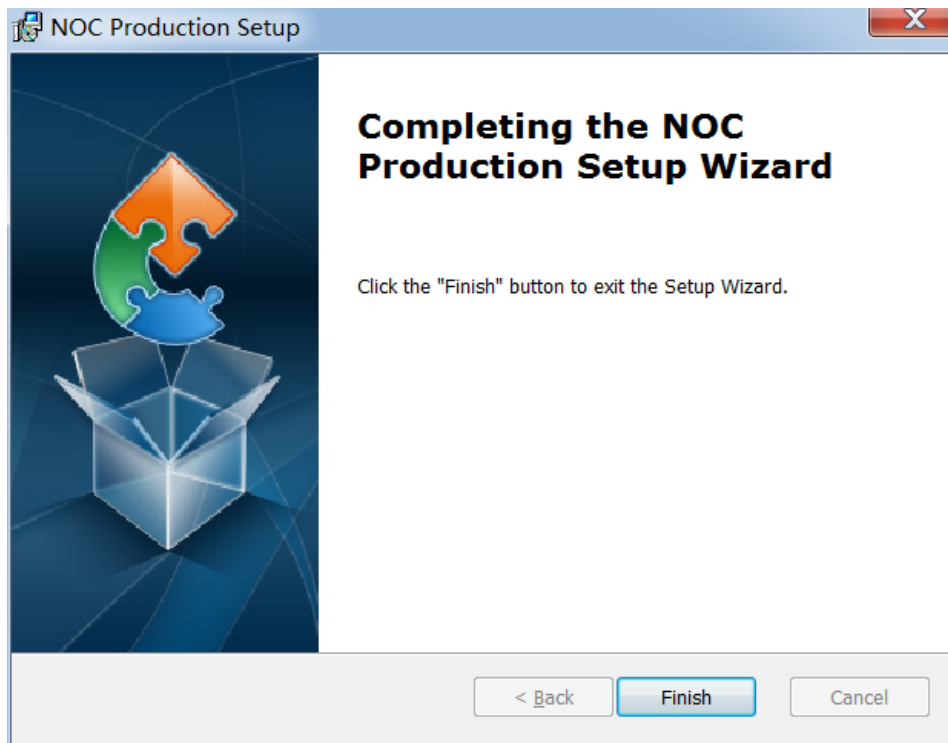 NOC Production Setup
Completing the NOC
Production Setup Wizard
Click the "Finish" button to exit the Setup Wizard.
< Back
Finish
Cancel